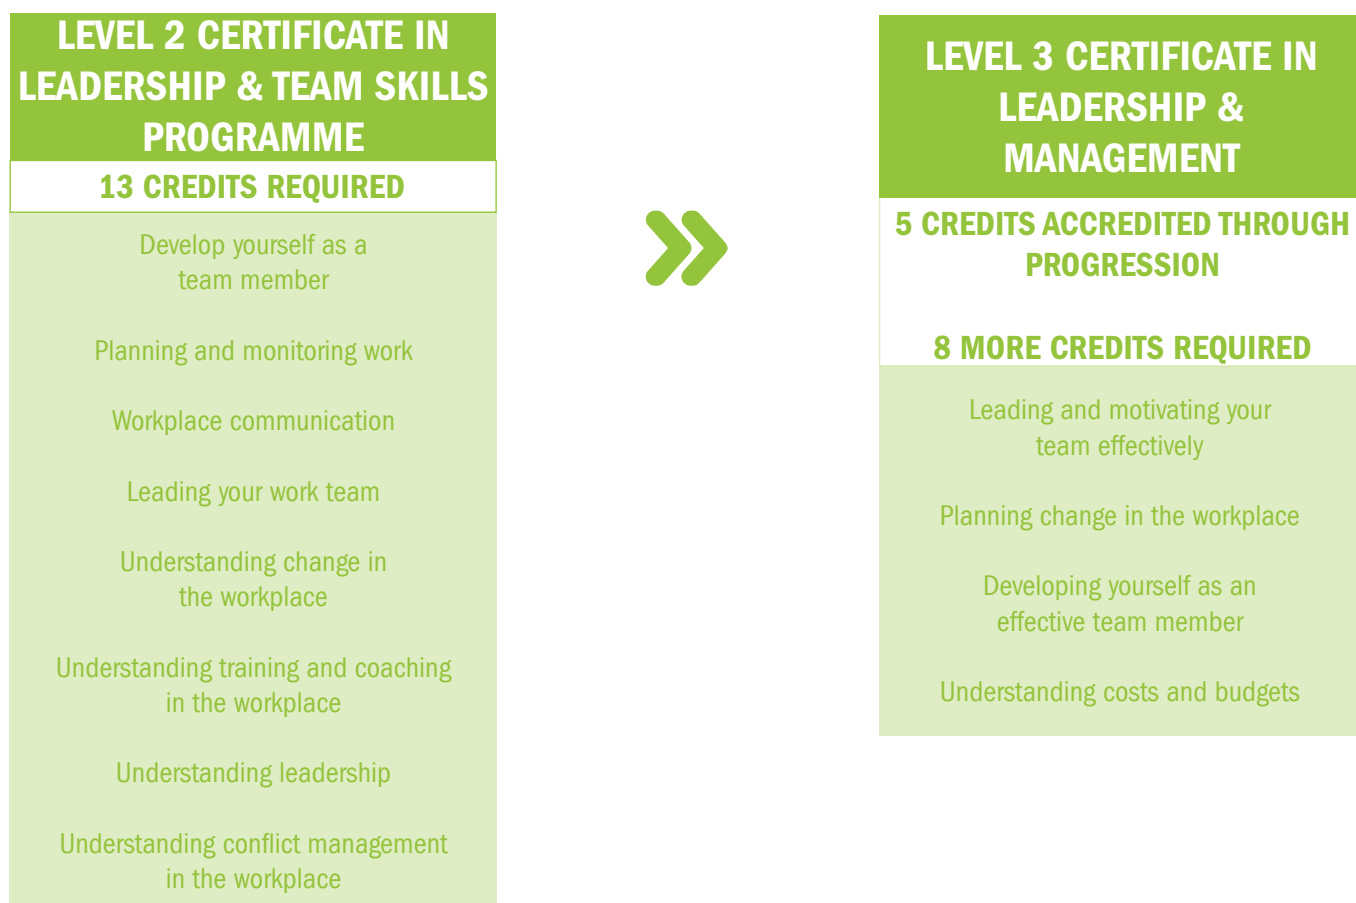 LEVEL 2 CERTIFICATE IN
LEADERSHIP & TEAM SKILLS
PROGRAMME
13 CREDITS REQUIRED
Develop yourself as a
team member
Planning and monitoring work
Workplace communication
Leading your work team
Understanding change in
the workplace
Understanding training and coaching
in the workplace
Understanding leadership
Understanding conflict management
in the workplace
LEVEL 3 CERTIFICATE IN
LEADERSHIP &
MANAGEMENT
5 CREDITS ACCREDITED THROUGH
PROGRESSION
8 MORE CREDITS REQUIRED
Leading and motivating your
team effectively
Planning change in the workplace
Developing yourself as an
effective team member
Understanding costs and budgets